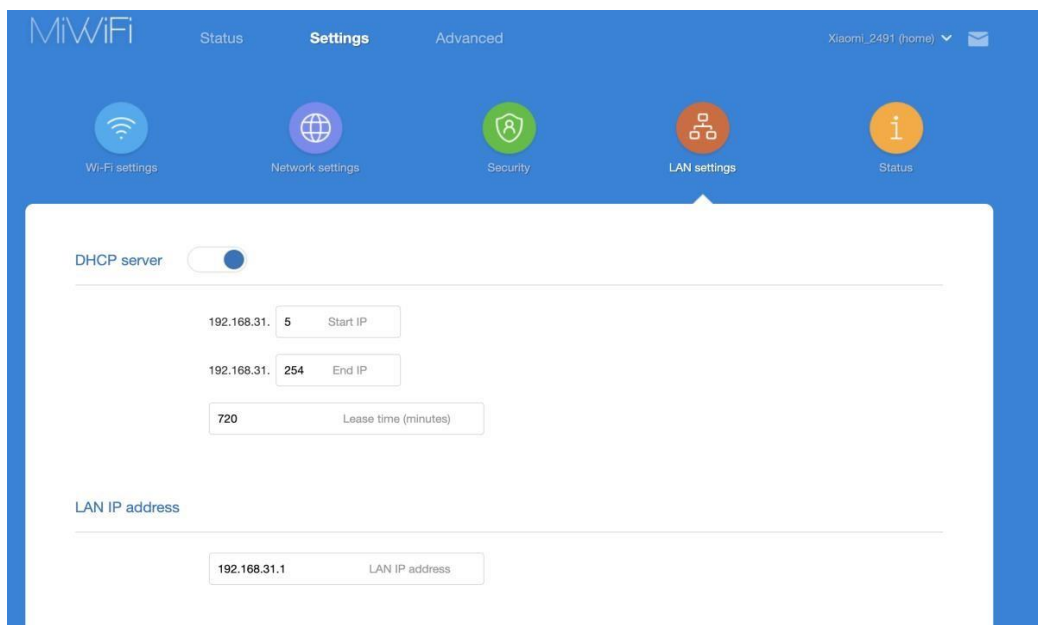 MiWiFi Status Settings Advanced Xiaomi_2491 (home)
Wi-Fi settings Network settings Security LAN settings Status
DHCP server
192.168.31. 5 Start IP
192.168.31. 254 End IP
720 Lease time (minutes)
LAN IP address
192.168.31.1 LAN IP address